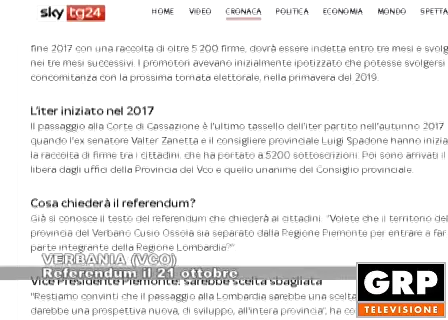 sky tg24
HOME VIDEO CRONACA POLITICA ECONOMIA MONDO SPETTA
fine 2017 con una raccolta di oltre 5.200 firme, dovrà essere indetta entro tre mesi e svolg
nei tre mesi successivi. I promotori avevano inizialmente ipotizzato che potesse svolgersi
concomitanza con la prossima tornata elettorale, nella primavera del 2019.
L'iter iniziato nel 2017
Il passaggio alla Corte di Cassazione è l'ultimo tassello dell'iter partito nell'autunno 2017
quando l'ex senatore Valter Zanetta e il consigliere provinciale Luigi Spadone hanno inizia
la raccolta di firme tra i cittadini, che ha portato a 5200 sottoscrizioni. Poi sono arrivati il
libera dagli uffici della Provincia del Vco e quello unanime del Consiglio provinciale.
Cosa chiederà il referendum?
Già si conosce il testo del referendum che chiederà ai cittadini: "Volete che il territorio del
provincia del Verbano Cusio Ossola sia separato dalla Regione Piemonte per entrare a far
parte integrante della Regione Lombardia?"
VERBANIA (VCO)
Referendum il 21 ottobre
Vice Presidente Piemonte: sarebbe scelta sbagliata
"Restiamo convinti che il passaggio alla Lombardia sarebbe una scelta
darebbe una prospettiva nuova, di sviluppo, all'intera provincia", ha co
GRP
TELEVISIONE